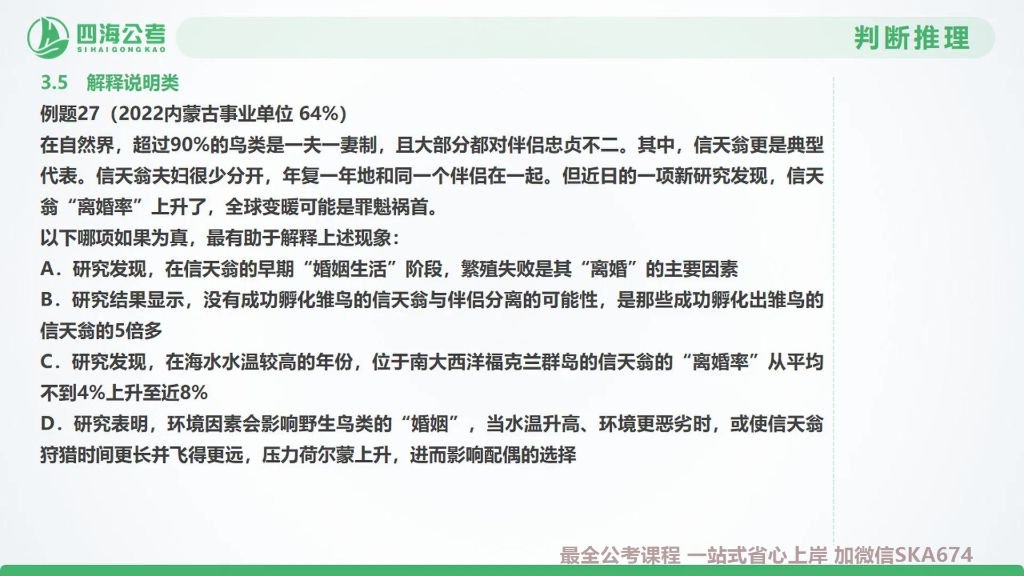 四海公考
SIHAIGONGKAO
判断推理
3.5 解释说明类
例题27（2022内蒙古事业单位 64%）
在自然界，超过90%的鸟类是一夫一妻制，且大部分都对伴侣忠贞不二。其中，信天翁更是典型
代表。信天翁夫妇很少分开，年复一年地和同一个伴侣在一起。但近日的一项新研究发现，信天
翁“离婚率”上升了，全球变暖可能是罪魁祸首。
以下哪项如果为真，最有助于解释上述现象：
A．研究发现，在信天翁的早期“婚姻生活”阶段，繁殖失败是其“离婚”的主要因素
B．研究结果显示，没有成功孵化雏鸟的信天翁与伴侣分离的可能性，是那些成功孵化出雏鸟的
信天翁的5倍多
C．研究发现，在海水水温较高的年份，位于南大西洋福克兰群岛的信天翁的“离婚率”从平均
不到4%上升至近8%
D．研究表明，环境因素会影响野生鸟类的“婚姻”，当水温升高、环境更恶劣时，或使信天翁
狩猎时间更长并飞得更远，压力荷尔蒙上升，进而影响配偶的选择
最全公考课程 一站式省心上岸 加微信SKA674